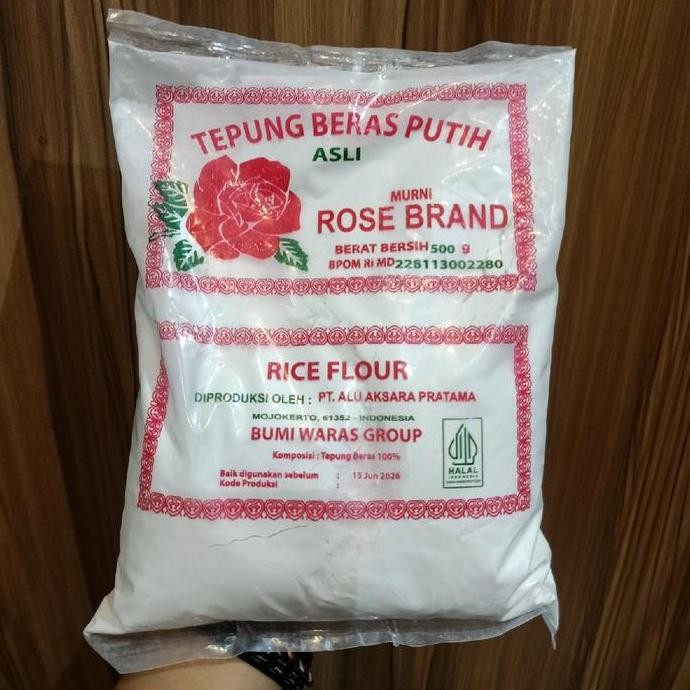 TEPUNG BERAS PUTIH
ASLI
MURNi
ROSE BRAND
BERAT BERSIH 500 g
BPOM Ri MD 228113002280
RICE FLOUR
DIPRODUKSI OLEH : PT. ALU AKSARA PRATAMA
MOJOKERTO, 61352 - INDONESIA
BUMI WARAS GROUP
Komposisi : Tepung Beras 100%
Baik digunakan sebelum : 15 Jun 2026
Kode Produksi :
HALAL
INDONESIA